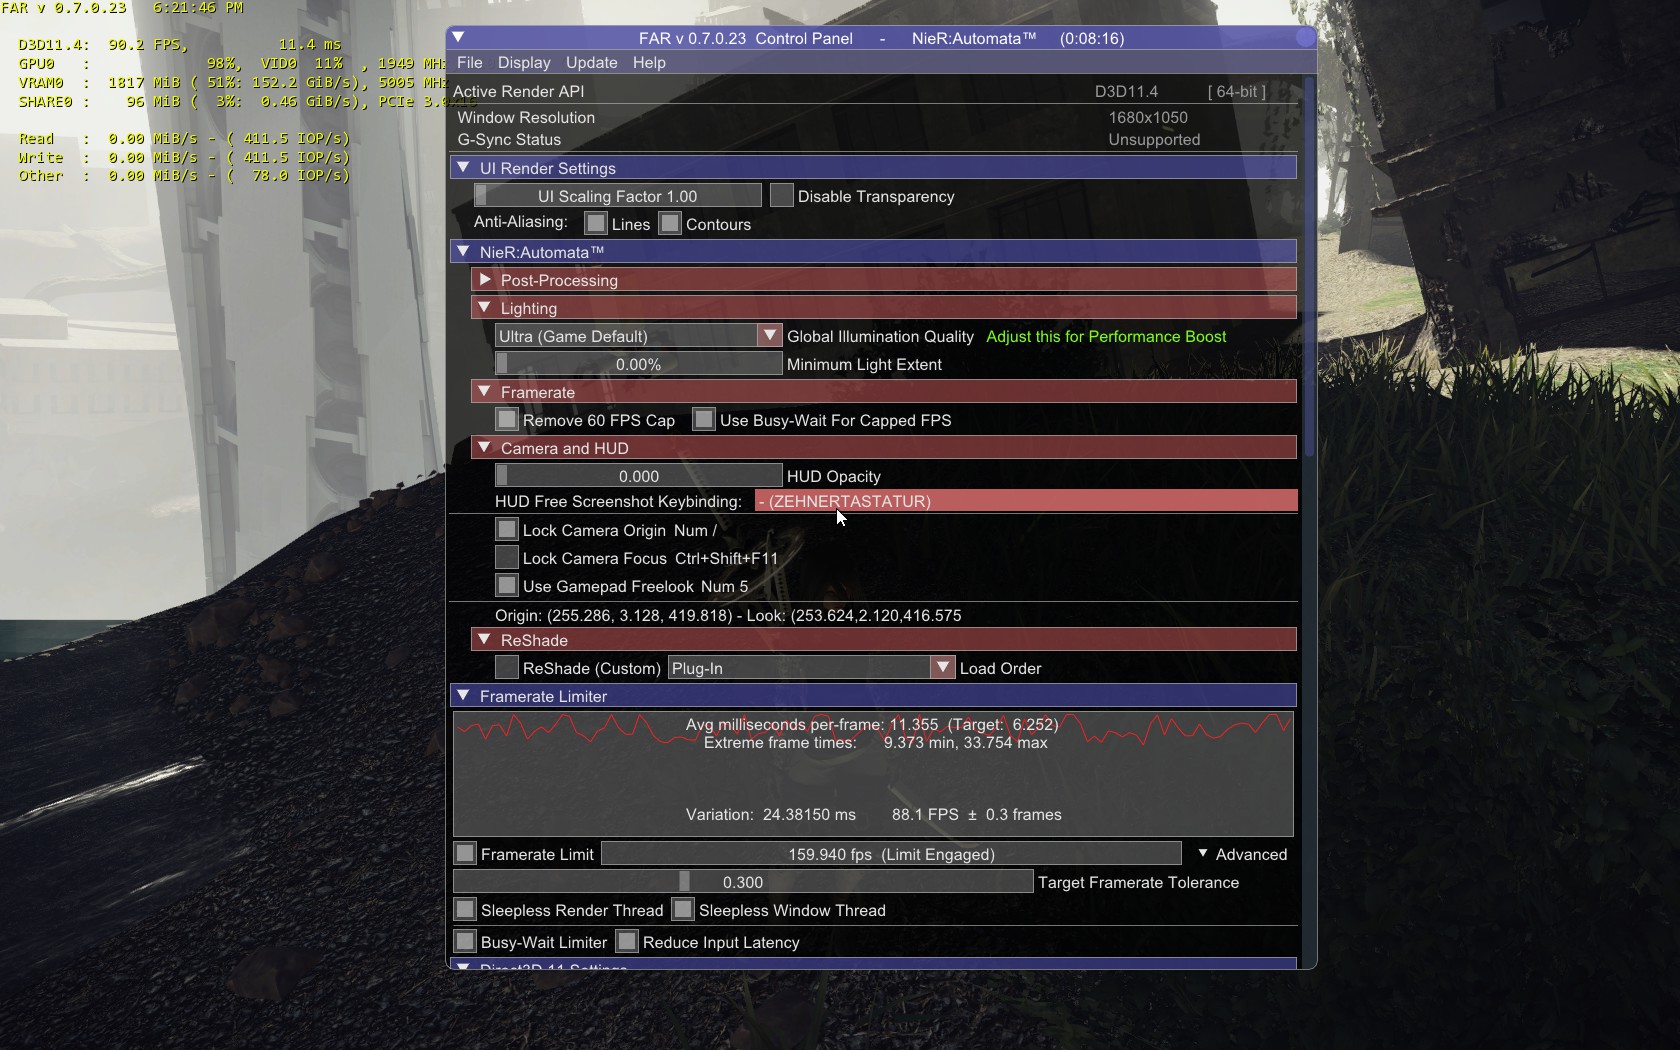 FAR v 0.7.0.23   6:21:46 PM
D3D11.4:  90.2 FPS,          11.4 ms
GPU0   :             98%,  VID0  11%  , 1949 MHz
VRAM0  :  1817 MiB ( 51%: 152.2 GiB/s), 5005 MHz
SHARE0 :    96 MiB (  3%:  0.46 GiB/s), PCIe 3.0x16
Read   :  0.00 MiB/s - ( 411.5 IOP/s)
Write  :  0.00 MiB/s - ( 411.5 IOP/s)
Other  :  0.00 MiB/s - (  78.0 IOP/s)
FAR v 0.7.0.23  Control Panel      -      NieR:Automata™     (0:08:16)
File  Display  Update  Help
Active Render API  D3D11.4  [ 64-bit ]
Window Resolution  1680x1050
G-Sync Status  Unsupported
UI Render Settings
UI Scaling Factor 1.00  Disable Transparency
Anti-Aliasing:  Lines  Contours
NieR:Automata™
Post-Processing
Lighting
Ultra (Game Default)  Global Illumination Quality  Adjust this for Performance Boost
0.00%  Minimum Light Extent
Framerate
Remove 60 FPS Cap  Use Busy-Wait For Capped FPS
Camera and HUD
0.000  HUD Opacity
HUD Free Screenshot Keybinding:  - (ZEHNERTASTATUR)
Lock Camera Origin  Num /
Lock Camera Focus  Ctrl+Shift+F11
Use Gamepad Freelook  Num 5
Origin: (255.286, 3.128, 419.818) - Look: (253.624,2.120,416.575
ReShade
ReShade (Custom)  Plug-In  Load Order
Framerate Limiter
Avg milliseconds per-frame: 11.355  (Target:  6.252)
Extreme frame times:      9.373 min, 33.754 max
Variation:  24.38150 ms        88.1 FPS  ±  0.3 frames
Framerate Limit  159.940 fps  (Limit Engaged)  Advanced
0.300  Target Framerate Tolerance
Sleepless Render Thread  Sleepless Window Thread
Busy-Wait Limiter  Reduce Input Latency
Direct3D 11 Settings